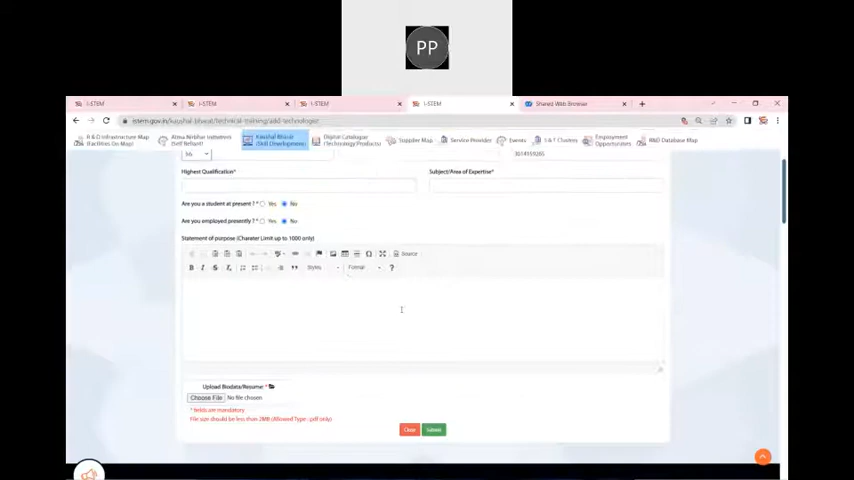 PP
I-STEM
I-STEM
I-STEM
I-STEM
Shared Web Browser
istem.gov.in/kaushal-bharat/technical-training/add-technologist
R & D Infrastructure Map
(Facilities On Map)
Atma Nirbhar Initiatives
(Self Reliant)
Kaushal Bharat
(Skill Development)
Digital Catalogue
(Technology/Products)
Supplier Map
Service Provider
Events
S & T Clusters
Employment
Opportunities
R&D Database Map
Highest Qualification*
Subject/Area of Expertise*
Are you a student at present ? * Yes No
Are you employed presently ? * Yes No
Statement of purpose (Charater Limit up to 1000 only)
Source
B I S Styles Format ?
Upload Biodata/Resume: *
Choose File No file chosen
* fields are mandatory
File size should be less than 2MB (Allowed Type : pdf only)
Clear Submit